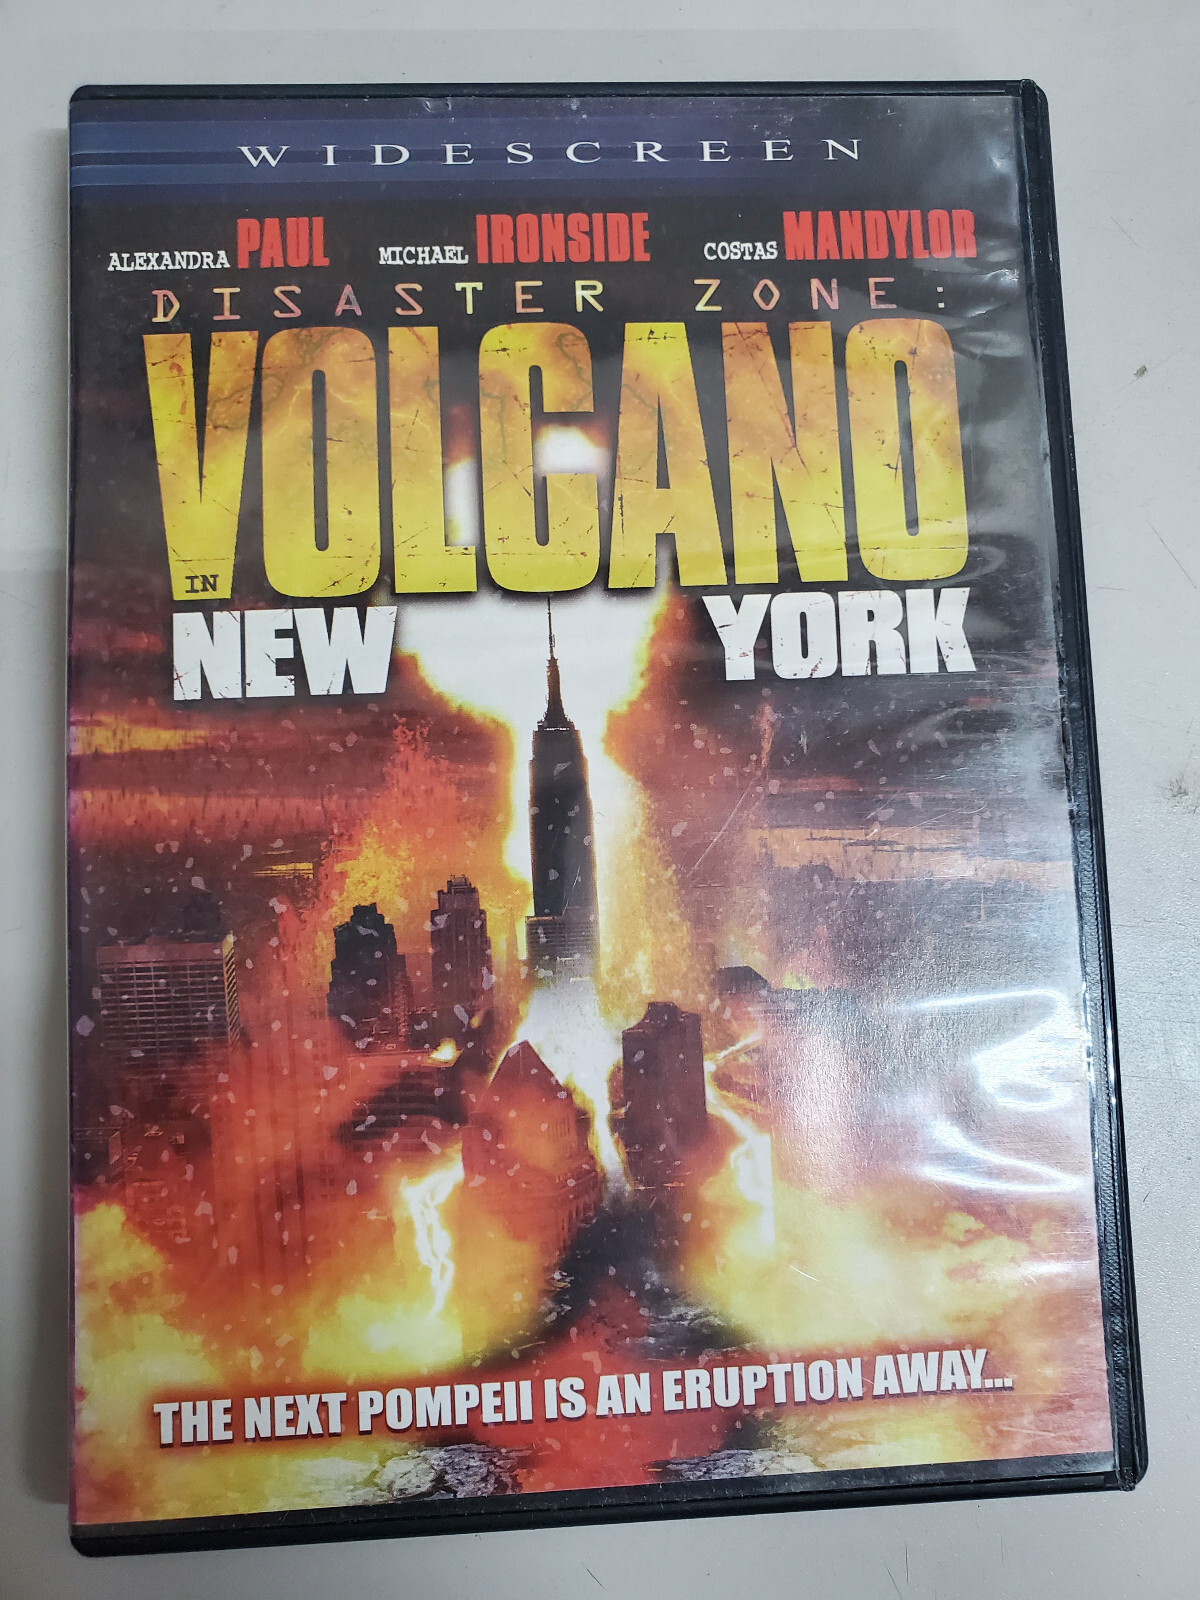 WIDESCREEN
ALEXANDRA PAUL MICHAEL IRONSIDE COSTAS MANDYLOR
DISASTER ZONE:
VOLCANO
IN
NEW YORK
THE NEXT POMPEII IS AN ERUPTION AWAY...